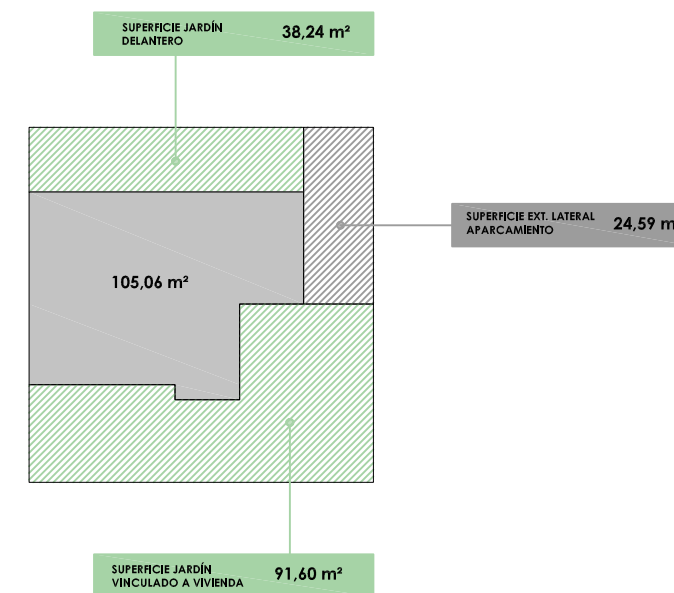 SUPERFICIE JARDÍN
DELANTERO
38,24 m²
SUPERFICIE EXT. LATERAL
APARCAMIENTO
24,59 m
105,06 m²
SUPERFICIE JARDÍN
VINCULADO A VIVIENDA
91,60 m²